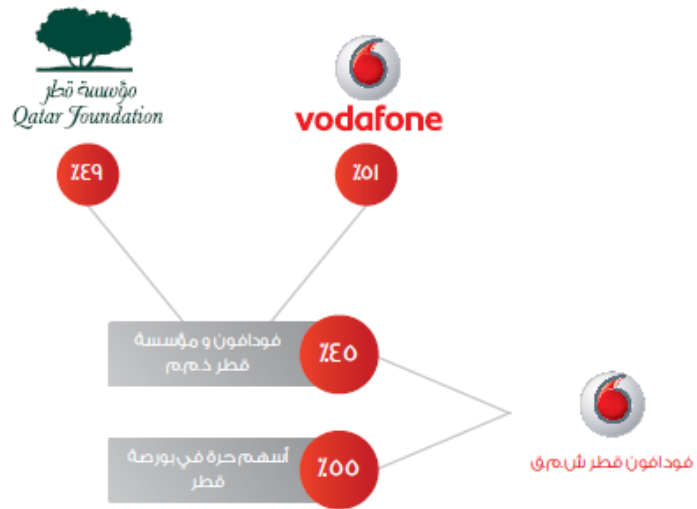 مؤسسة قطر
Qatar Foundation
vodafone
٪٤٩
٪٥١
فودافون و مؤسسة
قطر ذ.م.م
٪٤٥
أسهم حرة في بورصة
قطر
٪٥٥
فودافون قطر ش.م.ق